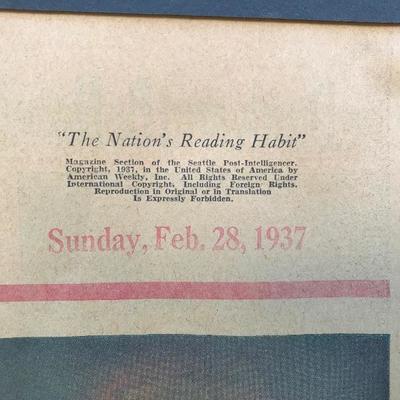 "The Nation's Reading Habit"
Magazine Section of the Seattle Post-Intelligencer.
Copyright, 1937, in the United States of America by
American Weekly, Inc. All Rights Reserved Under
International Copyright, Including Foreign Rights.
Reproduction in Original or in Translation
Is Expressly Forbidden.
Sunday, Feb. 28, 1937